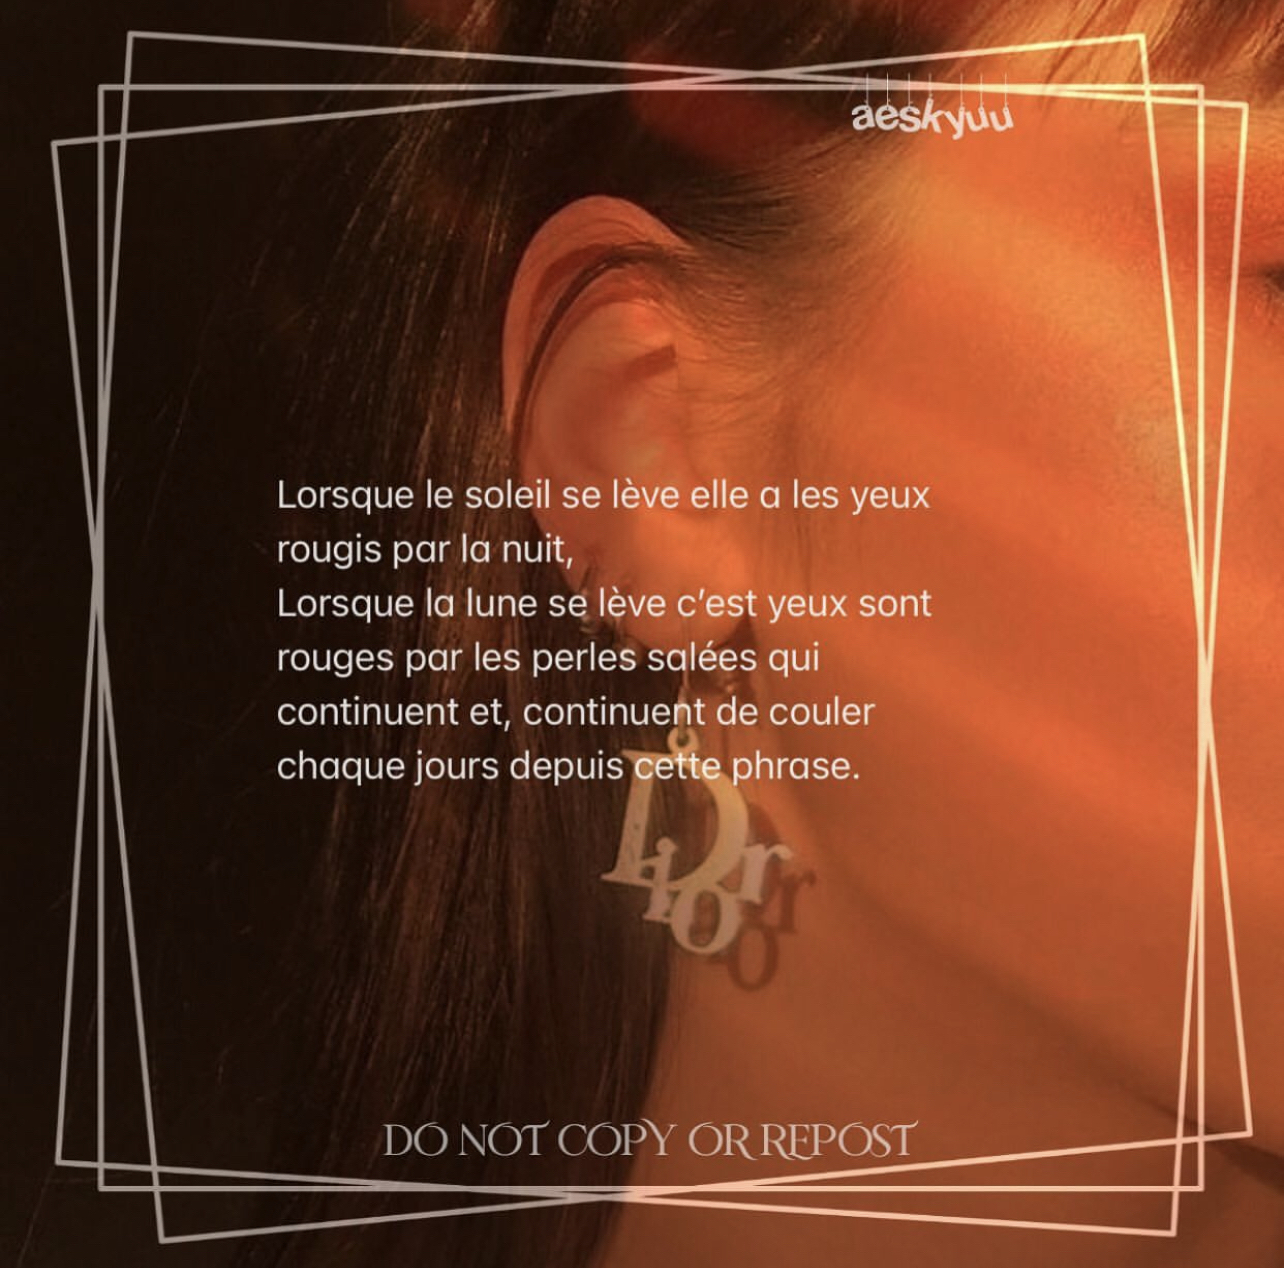 aeskyuu
Lorsque le soleil se lève elle a les yeux
rougis par la nuit,
Lorsque la lune se lève c’est yeux sont
rouges par les perles salées qui
continuent et, continuent de couler
chaque jours depuis cette phrase.
Dior
DO NOT COPY OR REPOST